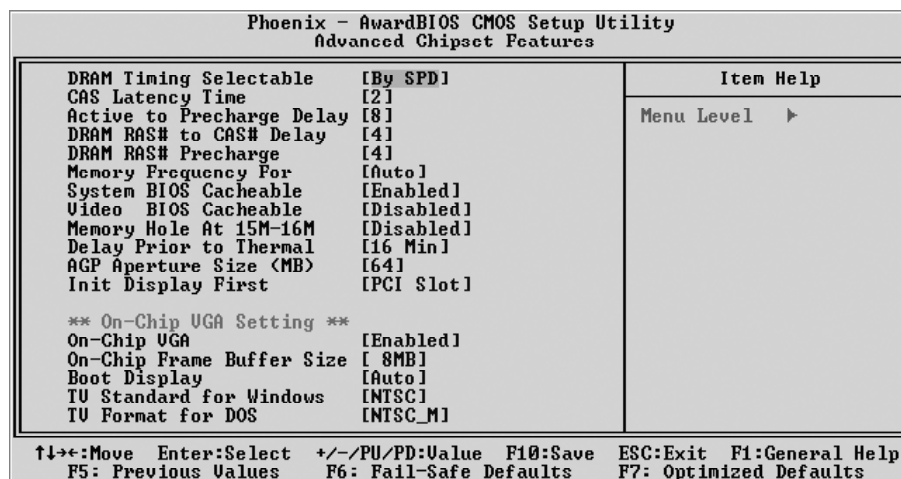 Phoenix - AwardBIOS CMOS Setup Utility
Advanced Chipset Features
DRAM Timing Selectable [By SPD]
CAS Latency Time [2]
Active to Precharge Delay [8]
DRAM RAS# to CAS# Delay [4]
DRAM RAS# Precharge [4]
Memory Frequency For [Auto]
System BIOS Cacheable [Enabled]
Video BIOS Cacheable [Disabled]
Memory Hole At 15M-16M [Disabled]
Delay Prior to Thermal [16 Min]
AGP Aperture Size (MB) [64]
Init Display First [PCI Slot]
** On-Chip VGA Setting **
On-Chip VGA [Enabled]
On-Chip Frame Buffer Size [ 8MB]
Boot Display [Auto]
TV Standard for Windows [NTSC]
TV Format for DOS [NTSC_M]
Item Help
Menu Level ▶
↑↓→←:Move Enter:Select +/-/PU/PD:Value F10:Save ESC:Exit F1:General Help
F5: Previous Values F6: Fail-Safe Defaults F7: Optimized Defaults